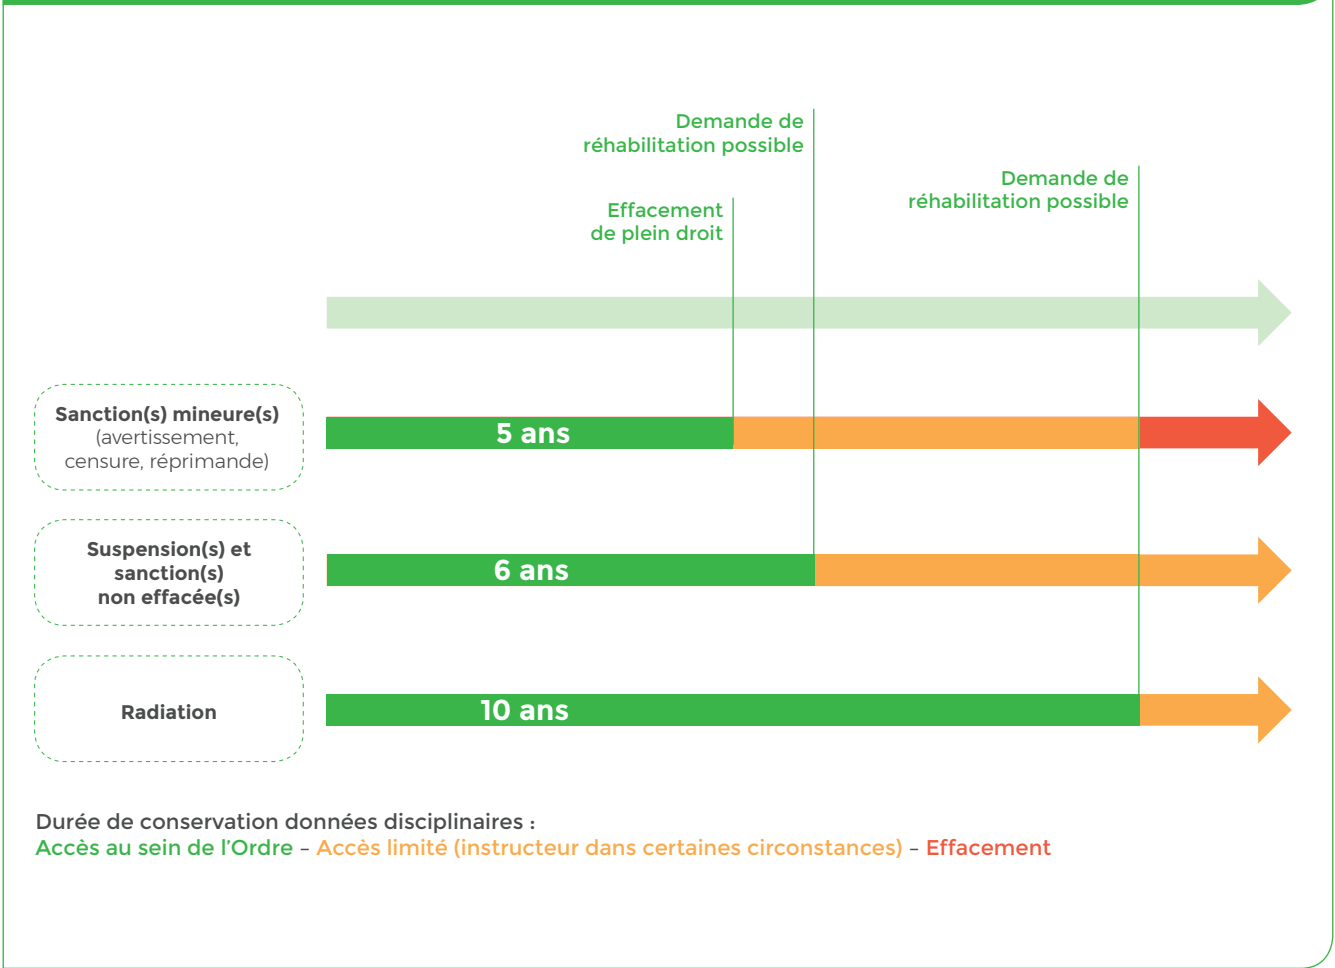 Demande de
réhabilitation possible
Demande de
réhabilitation possible
Effacement
de plein droit
Sanction(s) mineure(s)
(avertissement,
censure, réprimande)
5 ans
Suspension(s) et
sanction(s)
non effacée(s)
6 ans
Radiation
10 ans
Durée de conservation données disciplinaires :
Accès au sein de l’Ordre – Accès limité (instructeur dans certaines circonstances) – Effacement